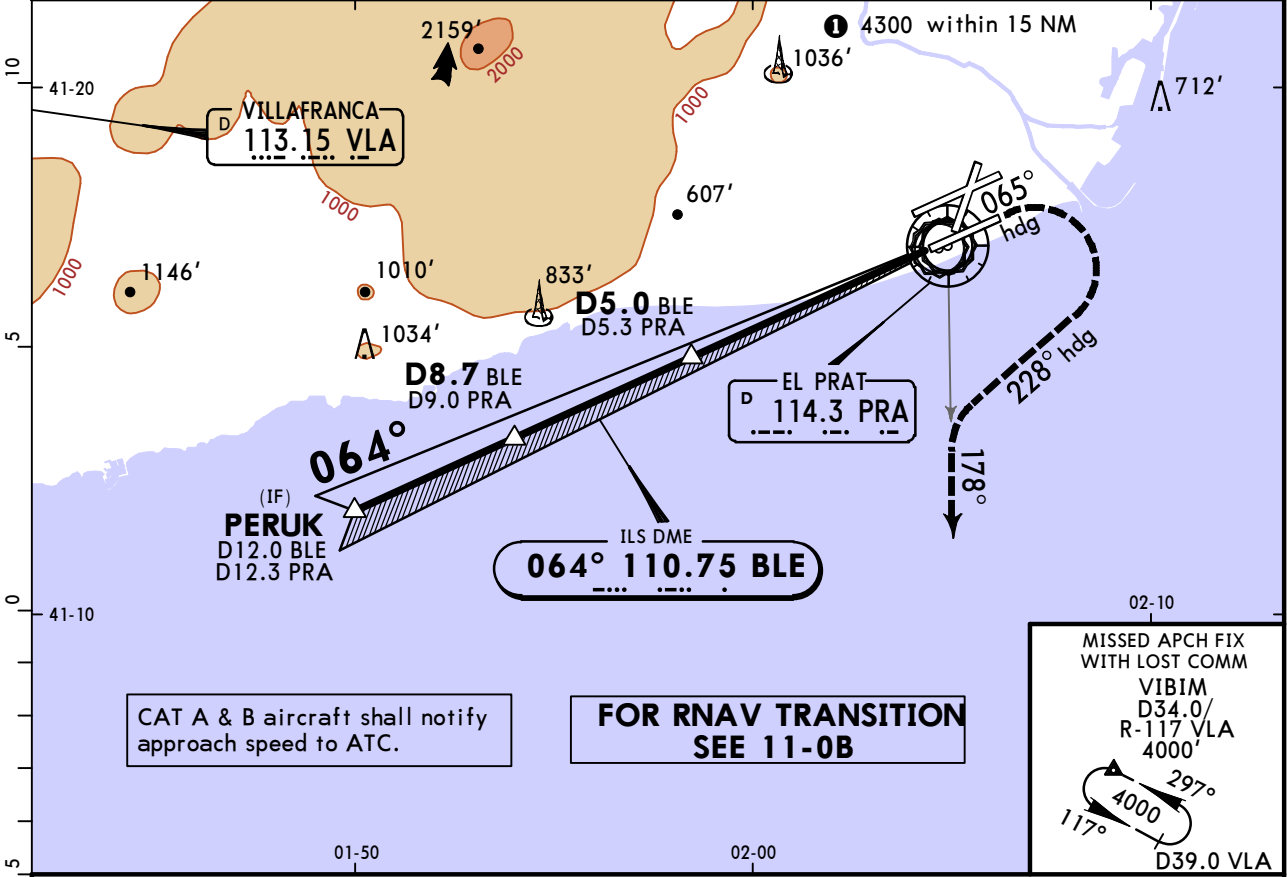 ❶ 4300 within 15 NM
2159'
2000
1036'
712'
10
41-20
VILLAFRANCA
D
113.15 VLA
1000
1000
1000
607'
065°
hdg
1146'
1010'
833'
D5.0 BLE
D5.3 PRA
1034'
5
D8.7 BLE
D9.0 PRA
EL PRAT
D
114.3 PRA
228° hdg
064°
178°
(IF)
PERUK
D12.0 BLE
D12.3 PRA
ILS DME
064° 110.75 BLE
0
41-10
02-10
MISSED APCH FIX
WITH LOST COMM
VIBIM
D34.0/
R-117 VLA
4000'
297°
4000
117°
D39.0 VLA
CAT A & B aircraft shall notify
approach speed to ATC.
FOR RNAV TRANSITION
SEE 11-0B
5
01-50
02-00